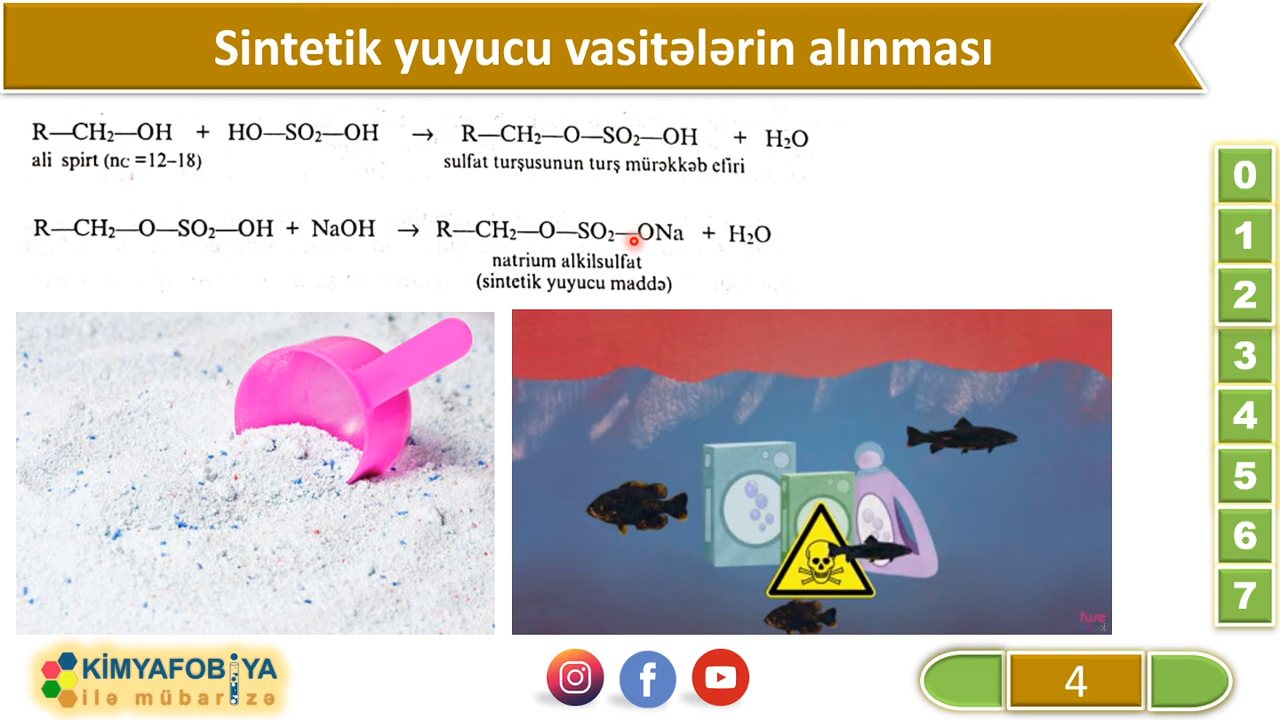 Sintetik yuyucu vasitələrin alınması
R—CH₂—OH + HO—SO₂—OH → R—CH₂—O—SO₂—OH + H₂O
ali spirt (nc =12–18) sulfat turşusunun turş mürəkkəb efiri
R—CH₂—O—SO₂—OH + NaOH → R—CH₂—O—SO₂—ONa + H₂O
natrium alkilsulfat
(sintetik yuyucu maddə)
0
1
2
3
4
5
6
7
fuse
KİMYAFOBİYA
ilə mübarizə
4